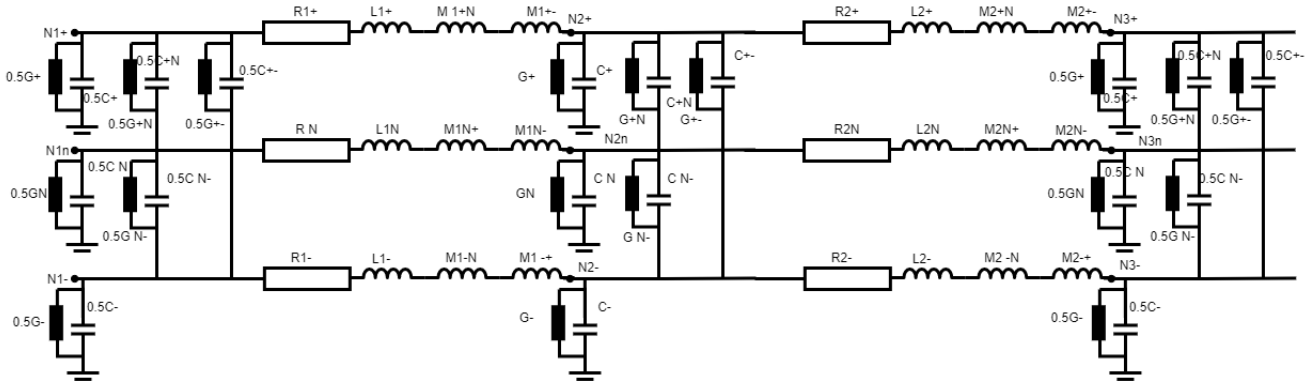 R1+ L1+ M 1+N M1+- N2+ R2+ L2+ M2+N M2+- N3+
N1+
0.5C+N C+- 0.5C+N 0.5C+-
0.5G+ 0.5C+- G+ C+ 0.5G+
0.5C+ C+N 0.5C+
0.5G+N 0.5G+- G+N G+- 0.5G+N 0.5G+-
N1n R N L1N M1N+ M1N- N2n R2N L2N M2N+ M2N- N3n
0.5C N 0.5C N- C N C N- 0.5C N 0.5C N-
0.5GN GN 0.5GN
0.5G N- G N- 0.5G N-
N1- R1- L1- M1-N M1 -+ N2- R2- L2- M2 -N M2-+ N3-
0.5C- C- 0.5C-
0.5G- G- 0.5G-